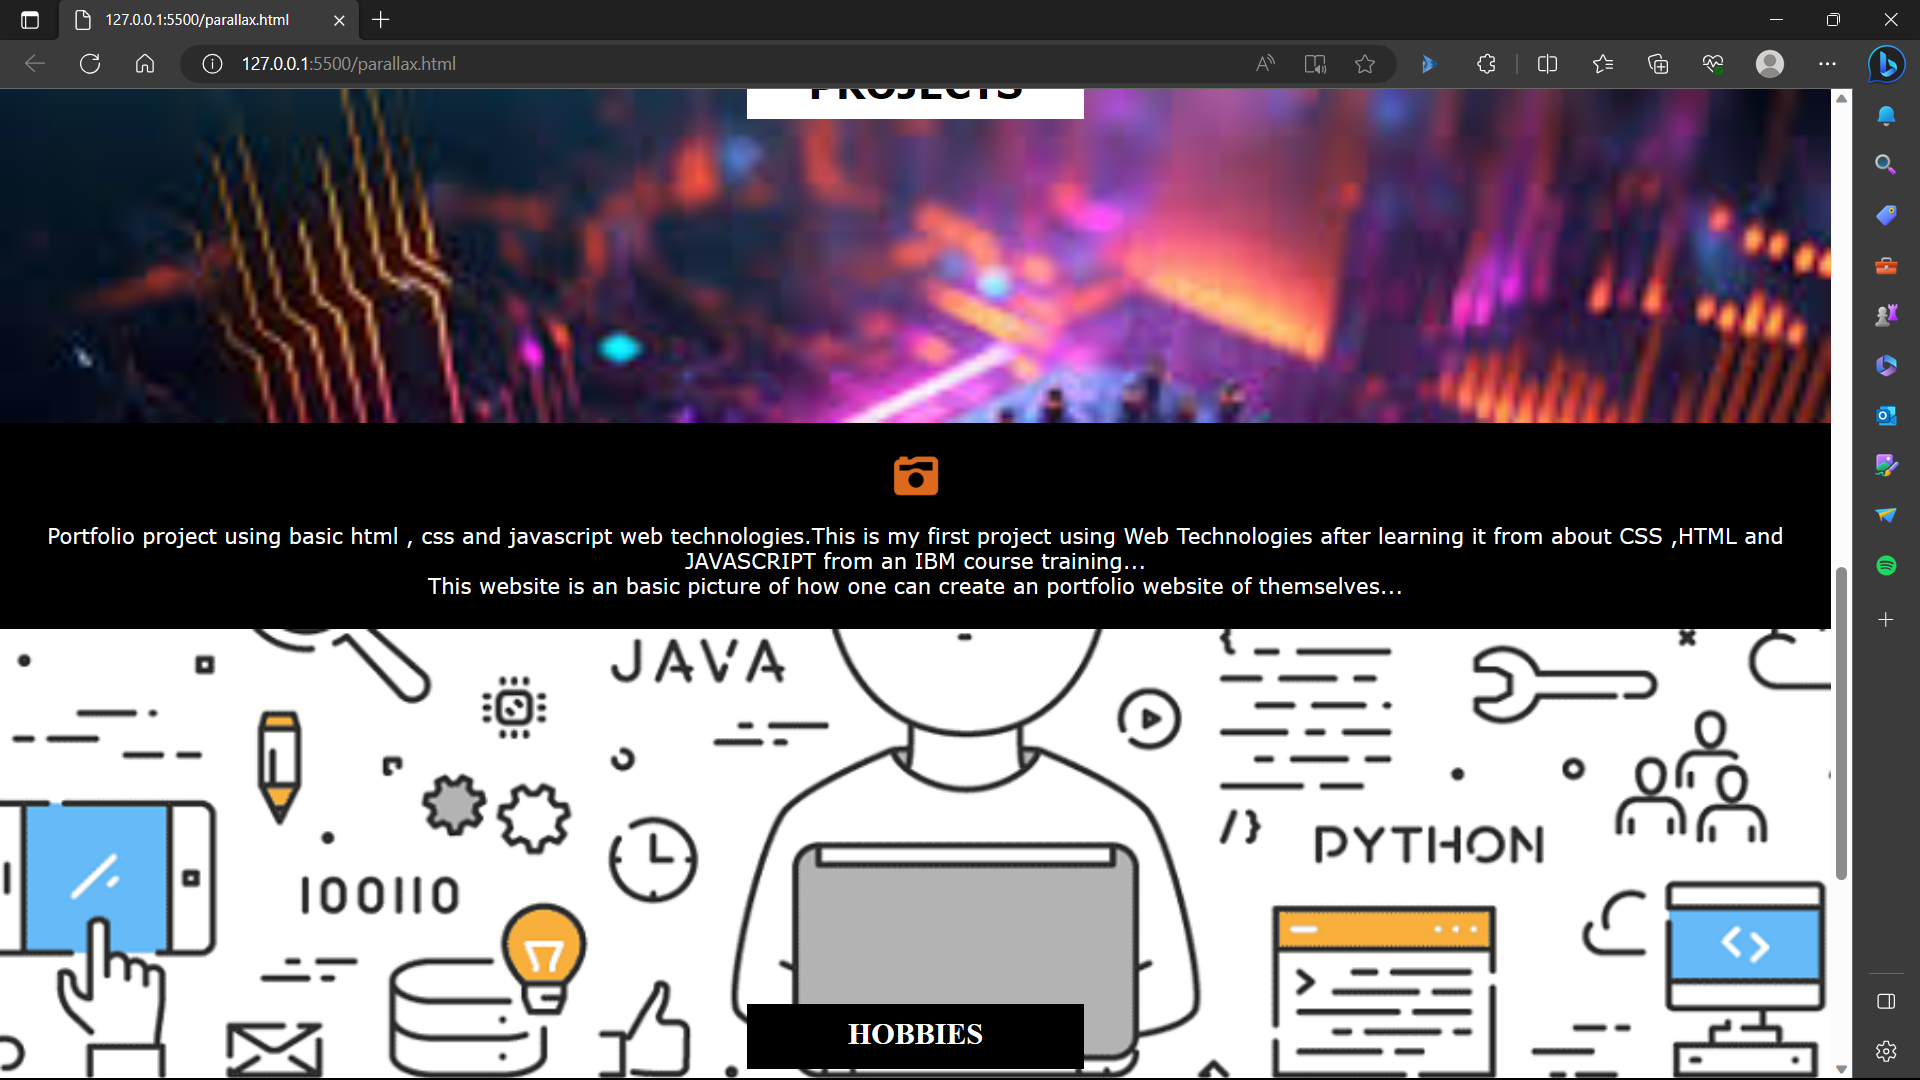 127.0.0.1:5500/parallax.html
127.0.0.1:5500/parallax.html
PROJECTS
Portfolio project using basic html , css and javascript web technologies.This is my first project using Web Technologies after learning it from about CSS ,HTML and
JAVASCRIPT from an IBM course training...
This website is an basic picture of how one can create an portfolio website of themselves...
JAVA
PYTHON
100110
HOBBIES